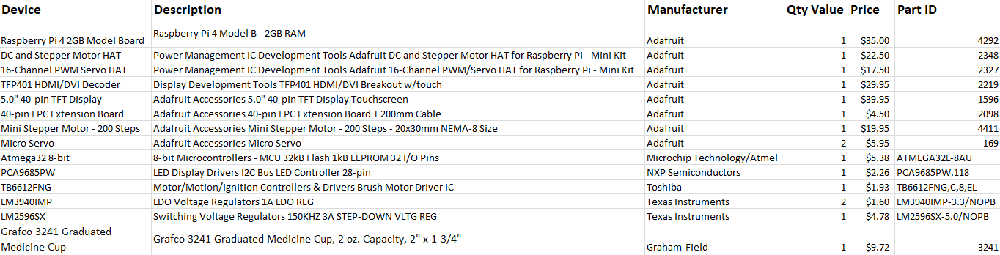 Device Description Manufacturer Qty Value Price Part ID
Raspberry Pi 4 2GB Model Board Raspberry Pi 4 Model B - 2GB RAM Adafruit 1 $35.00 4292
DC and Stepper Motor HAT Power Management IC Development Tools Adafruit DC and Stepper Motor HAT for Raspberry Pi - Mini Kit Adafruit 1 $22.50 2348
16-Channel PWM Servo HAT Power Management IC Development Tools Adafruit 16-Channel PWM/Servo HAT for Raspberry Pi - Mini Kit Adafruit 1 $17.50 2327
TFP401 HDMI/DVI Decoder Display Development Tools TFP401 HDMI/DVI Breakout w/touch Adafruit 1 $29.95 2219
5.0" 40-pin TFT Display Adafruit Accessories 5.0" 40-pin TFT Display Touchscreen Adafruit 1 $39.95 1596
40-pin FPC Extension Board Adafruit Accessories 40-pin FPC Extension Board + 200mm Cable Adafruit 1 $4.50 2098
Mini Stepper Motor - 200 Steps Adafruit Accessories Mini Stepper Motor - 200 Steps - 20x30mm NEMA-8 Size Adafruit 1 $19.95 4411
Micro Servo Adafruit Accessories Micro Servo Adafruit 2 $5.95 169
Atmega32 8-bit 8-bit Microcontrollers - MCU 32kB Flash 1kB EEPROM 32 I/O Pins Microchip Technology/Atmel 1 $5.38 ATMEGA32L-8AU
PCA9685PW LED Display Drivers I2C Bus LED Controller 28-pin NXP Semiconductors 1 $2.26 PCA9685PW,118
TB6612FNG Motor/Motion/Ignition Controllers & Drivers Brush Motor Driver IC Toshiba 1 $1.93 TB6612FNG,C,8,EL
LM3940IMP LDO Voltage Regulators 1A LDO REG Texas Instruments 2 $1.60 LM3940IMP-3.3/NOPB
LM2596SX Switching Voltage Regulators 150KHZ 3A STEP-DOWN VLTG REG Texas Instruments 1 $4.78 LM2596SX-5.0/NOPB
Grafco 3241 Graduated
Medicine Cup Grafco 3241 Graduated Medicine Cup, 2 oz. Capacity, 2" x 1-3/4" Graham-Field 1 $9.72 3241